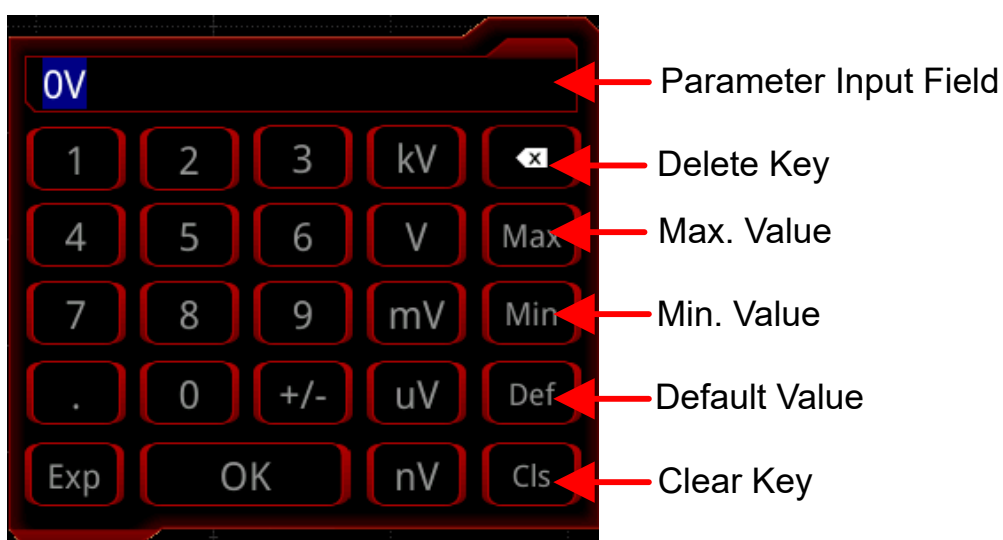 0V Parameter Input Field
1 2 3 kV Delete Key
4 5 6 V Max Max. Value
7 8 9 mV Min Min. Value
. 0 +/- uV Def Default Value
Exp OK nV Cls Clear Key